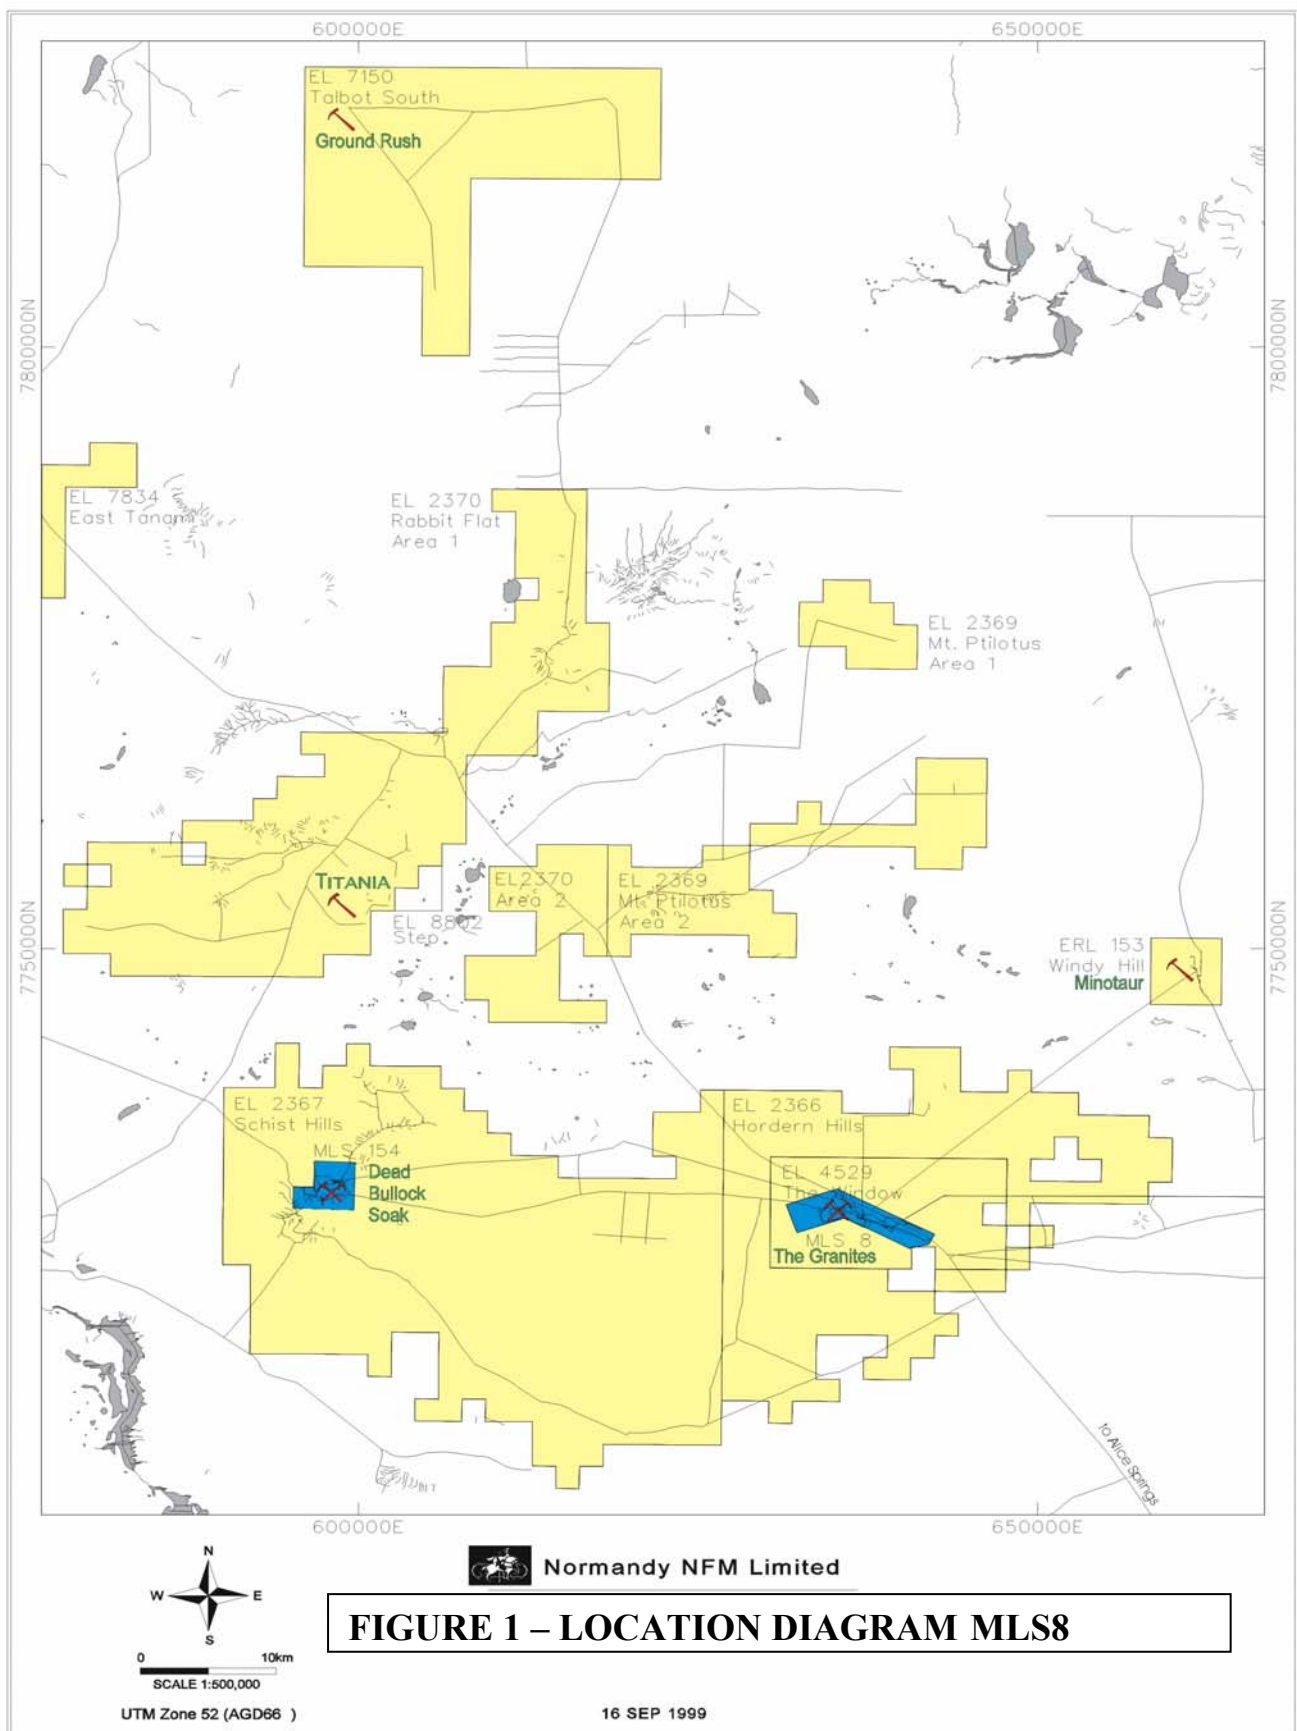 600000E
650000E
EL 7150
Talbot South
Ground Rush
7800000N
7800000N
EL 7834
East Tanami
EL 2370
Rabbit Flat
Area 1
EL 2369
Mt. Ptilotus
Area 1
TITANIA
EL 8802
Step
EL2370
Area 2
EL 2369
Mt. Ptilotus
Area 2
7750000N
7750000N
ERL 153
Windy Hill
Minotaur
EL 2367
Schist Hills
MLS 154
Dead
Bullock
Soak
EL 2366
Hordern Hills
EL 4529
The Window
MLS 8
The Granites
to Alice Springs
600000E
650000E
N
W E
S
0 10km
SCALE 1:500,000
UTM Zone 52 (AGD66 )
Normandy NFM Limited
FIGURE 1 – LOCATION DIAGRAM MLS8
16 SEP 1999